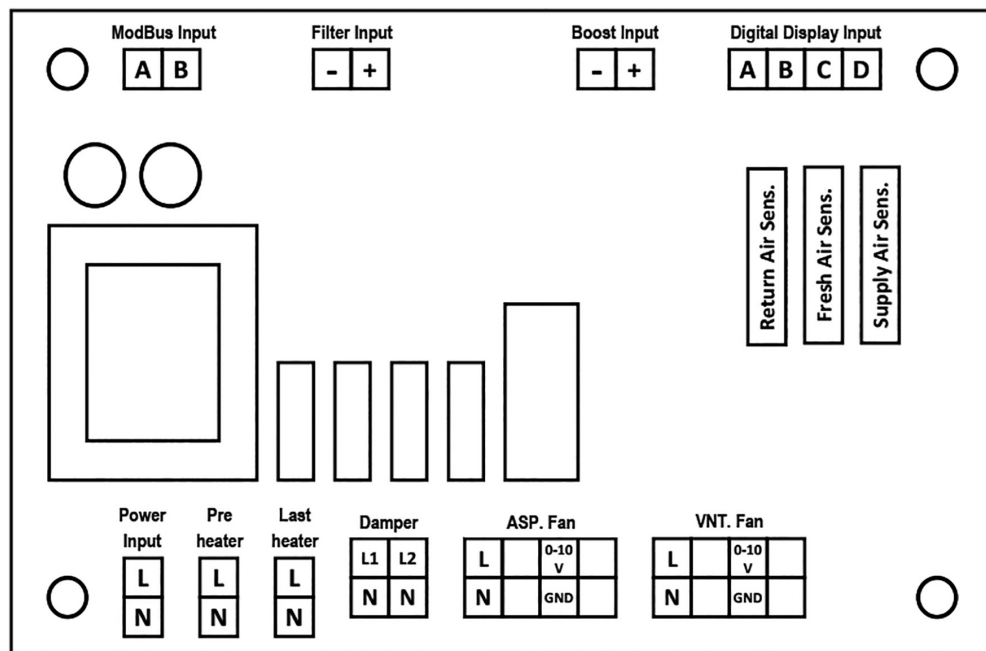 ModBus Input
A B
Filter Input
- +
Boost Input
- +
Digital Display Input
A B C D
Return Air Sens.
Fresh Air Sens.
Supply Air Sens.
Power
Input
L
N
Pre
heater
L
N
Last
heater
L
N
Damper
L1 L2
N N
ASP. Fan
L 0-10
V
N GND
VNT. Fan
L 0-10
V
N GND